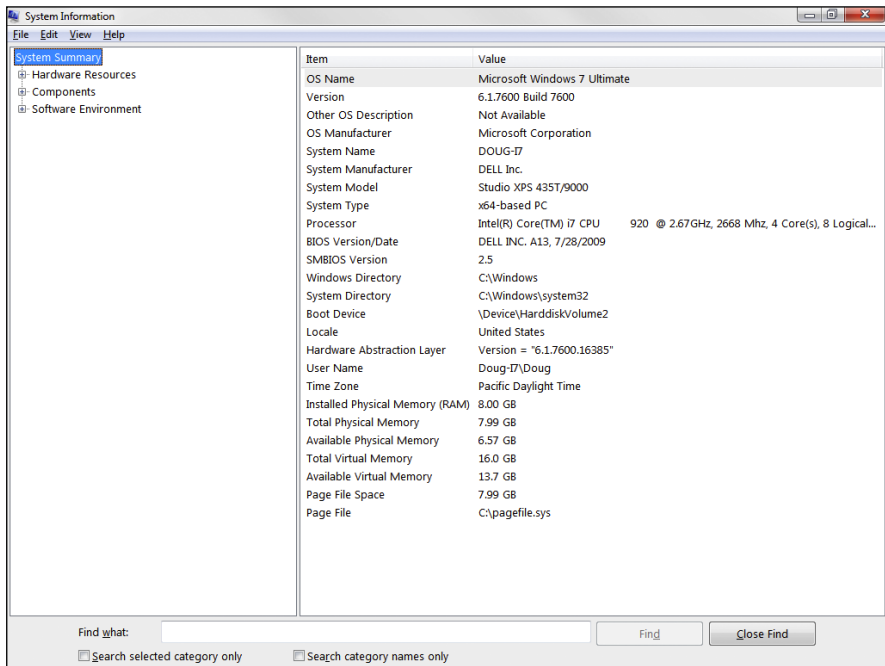 System Information
File Edit View Help
System Summary
Hardware Resources
Components
Software Environment
Item Value
OS Name Microsoft Windows 7 Ultimate
Version 6.1.7600 Build 7600
Other OS Description Not Available
OS Manufacturer Microsoft Corporation
System Name DOUG-I7
System Manufacturer DELL Inc.
System Model Studio XPS 435T/9000
System Type x64-based PC
Processor Intel(R) Core(TM) i7 CPU 920 @ 2.67GHz, 2668 Mhz, 4 Core(s), 8 Logical...
BIOS Version/Date DELL INC. A13, 7/28/2009
SMBIOS Version 2.5
Windows Directory C:\Windows
System Directory C:\Windows\system32
Boot Device \Device\HarddiskVolume2
Locale United States
Hardware Abstraction Layer Version = "6.1.7600.16385"
User Name Doug-I7\Doug
Time Zone Pacific Daylight Time
Installed Physical Memory (RAM) 8.00 GB
Total Physical Memory 7.99 GB
Available Physical Memory 6.57 GB
Total Virtual Memory 16.0 GB
Available Virtual Memory 13.7 GB
Page File Space 7.99 GB
Page File C:\pagefile.sys
Find what: Find Close Find
Search selected category only Search category names only